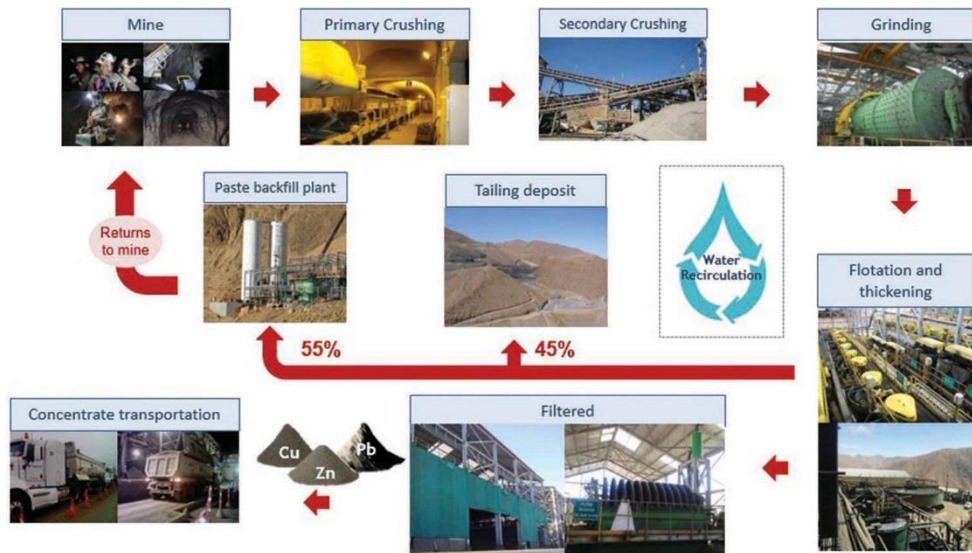 Mine
Primary Crushing
Secondary Crushing
Grinding
Paste backfill plant
Tailing deposit
Water
Recirculation
Returns
to mine
Flotation and
thickening
55%
45%
Concentrate transportation
Cu
Zn
Pb
Filtered